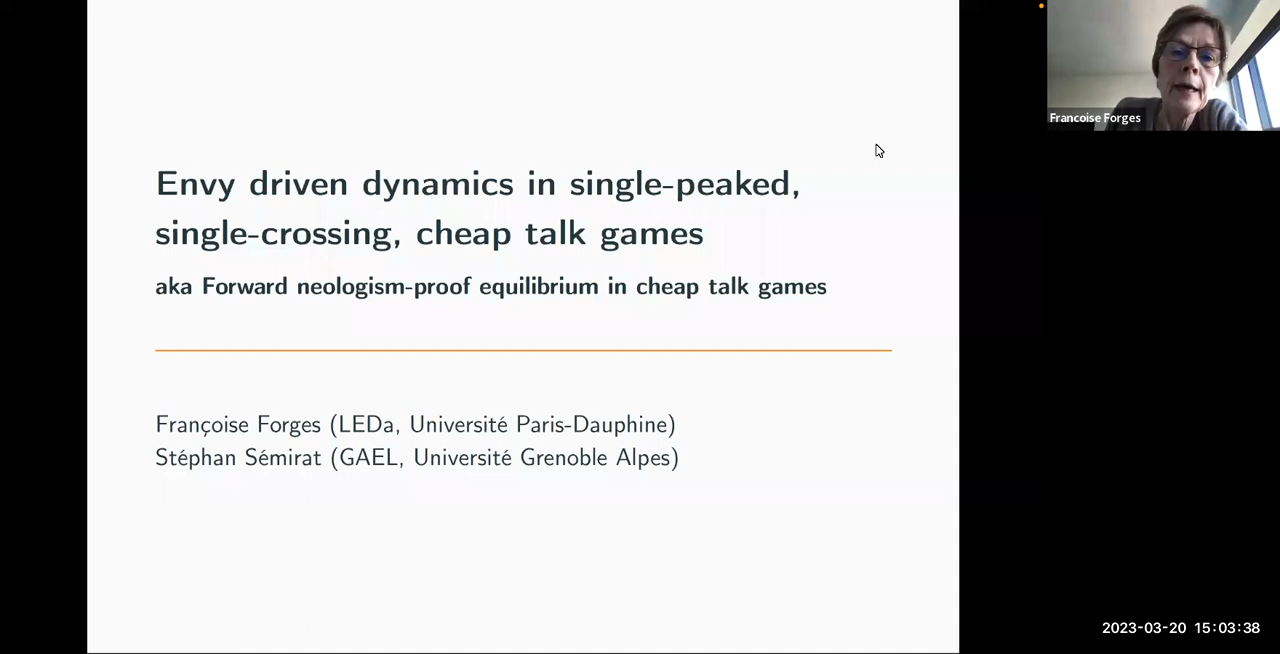 Francoise Forges
Envy driven dynamics in single-peaked,
single-crossing, cheap talk games
aka Forward neologism-proof equilibrium in cheap talk games
Françoise Forges (LEDa, Université Paris-Dauphine)
Stéphan Sémirat (GAEL, Université Grenoble Alpes)
2023-03-20 15:03:38